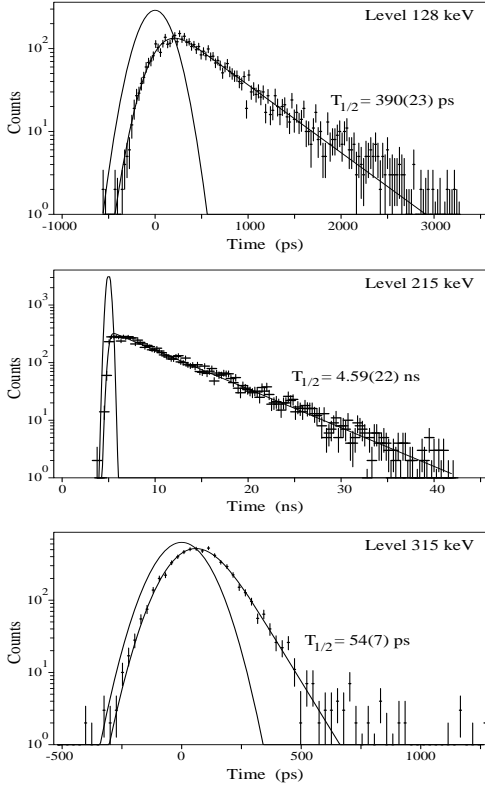 Level 128 keV
10²
T₁/₂ = 390(23) ps
Counts
10¹
10⁰
-1000 0 1000 2000 3000
Time (ps)
Level 215 keV
10³
Counts
10²
T₁/₂ = 4.59(22) ns
10¹
10⁰
0 10 20 30 40
Time (ns)
Level 315 keV
10²
Counts
T₁/₂ = 54(7) ps
10¹
10⁰
-500 0 500 1000
Time (ps)